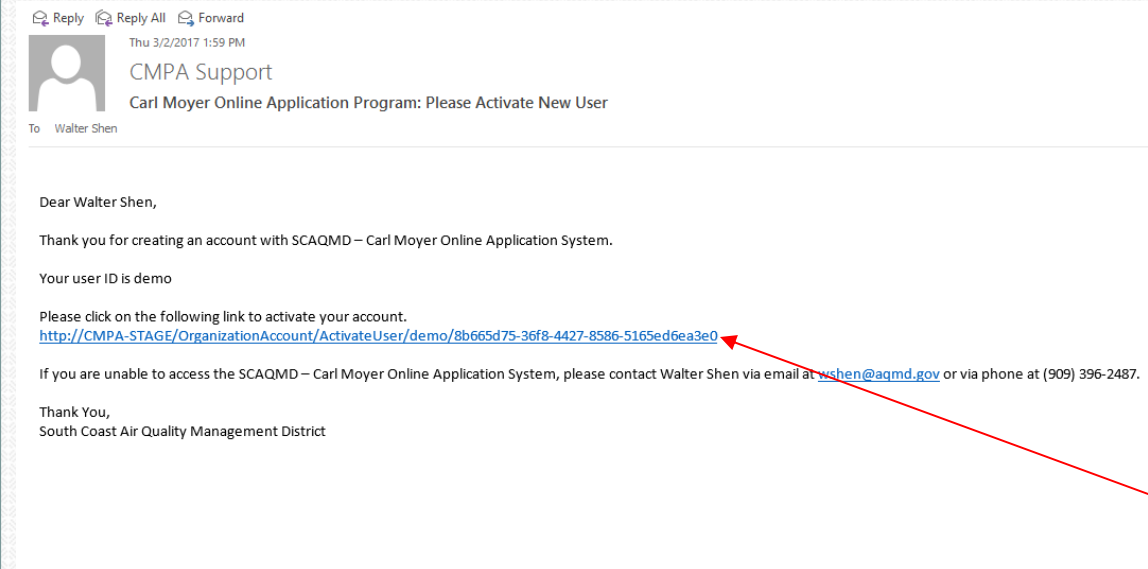 Reply Reply All Forward
Thu 3/2/2017 1:59 PM
CMPA Support
Carl Moyer Online Application Program: Please Activate New User
To Walter Shen
Dear Walter Shen,
Thank you for creating an account with SCAQMD – Carl Moyer Online Application System.
Your user ID is demo
Please click on the following link to activate your account.
http://CMPA-STAGE/OrganizationAccount/ActivateUser/demo/8b665d75-36f8-4427-8586-5165ed6ea3e0
If you are unable to access the SCAQMD – Carl Moyer Online Application System, please contact Walter Shen via email at wshen@aqmd.gov or via phone at (909) 396-2487.
Thank You,
South Coast Air Quality Management District